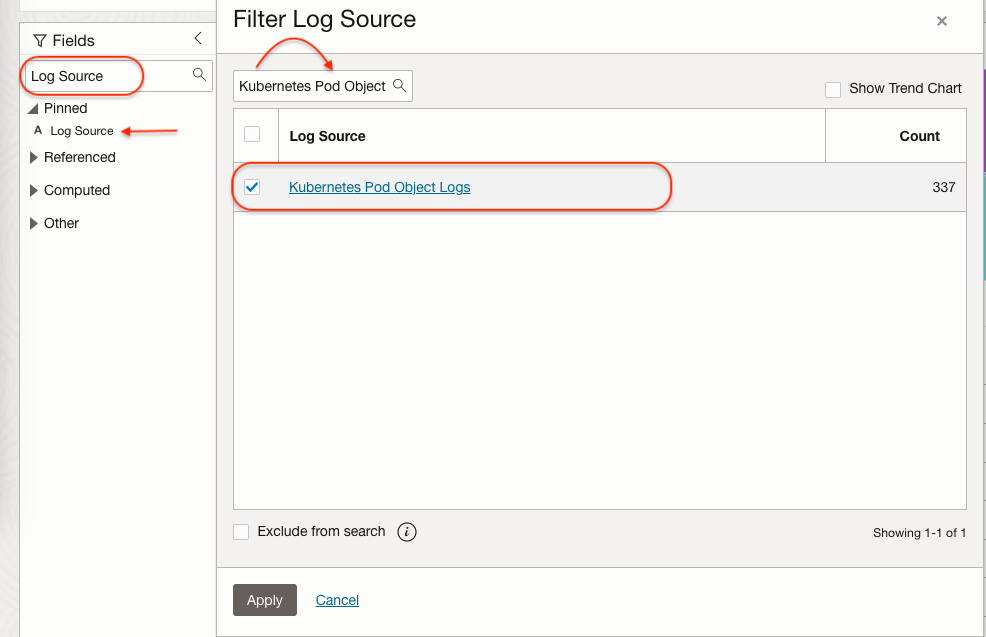 Fields
Log Source
Pinned
A Log Source
Referenced
Computed
Other
Filter Log Source
Kubernetes Pod Object
Show Trend Chart
Log Source Count
Kubernetes Pod Object Logs 337
Exclude from search i
Showing 1-1 of 1
Apply Cancel